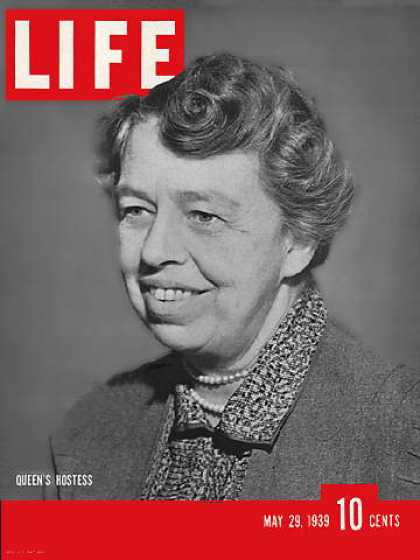 LIFE
QUEEN'S HOSTESS
MAY 29, 1939 10 CENTS